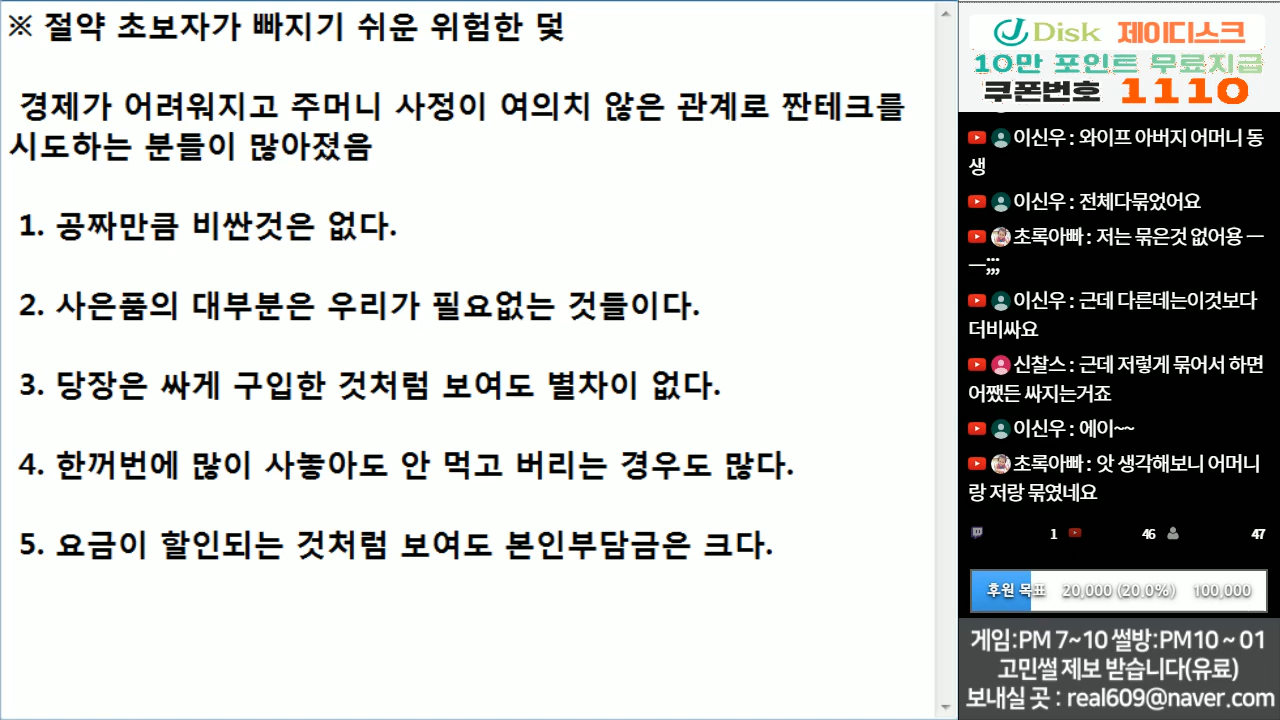 ※ 절약 초보자가 빠지기 쉬운 위험한 덫
경제가 어려워지고 주머니 사정이 여의치 않은 관계로 짠테크를
시도하는 분들이 많아졌음
1. 공짜만큼 비싼것은 없다.
2. 사은품의 대부분은 우리가 필요없는 것들이다.
3. 당장은 싸게 구입한 것처럼 보여도 별차이 없다.
4. 한꺼번에 많이 사놓아도 안 먹고 버리는 경우도 많다.
5. 요금이 할인되는 것처럼 보여도 본인부담금은 크다.
J Disk 제이디스크
10만 포인트 무료지급
쿠폰번호 1110
이신우 : 와이프 아버지 어머니 동
생
이신우 : 전체다묶었어요
초록아빠 : 저는 묶은것 없어용 ㅡ
ㅡ;;;
이신우 : 근데 다른데는이것보다
더비싸요
신찰스 : 근데 저렇게 묶어서 하면
어쨌든 싸지는거죠
이신우 : 에이~~
초록아빠 : 앗 생각해보니 어머니
랑 저랑 묶였네요
1 46 47
후원 목표 20,000 (20.0%) 100,000
게임:PM 7~10 썰방:PM10 ~ 01
고민썰 제보 받습니다(유료)
보내실 곳 : real609@naver.com